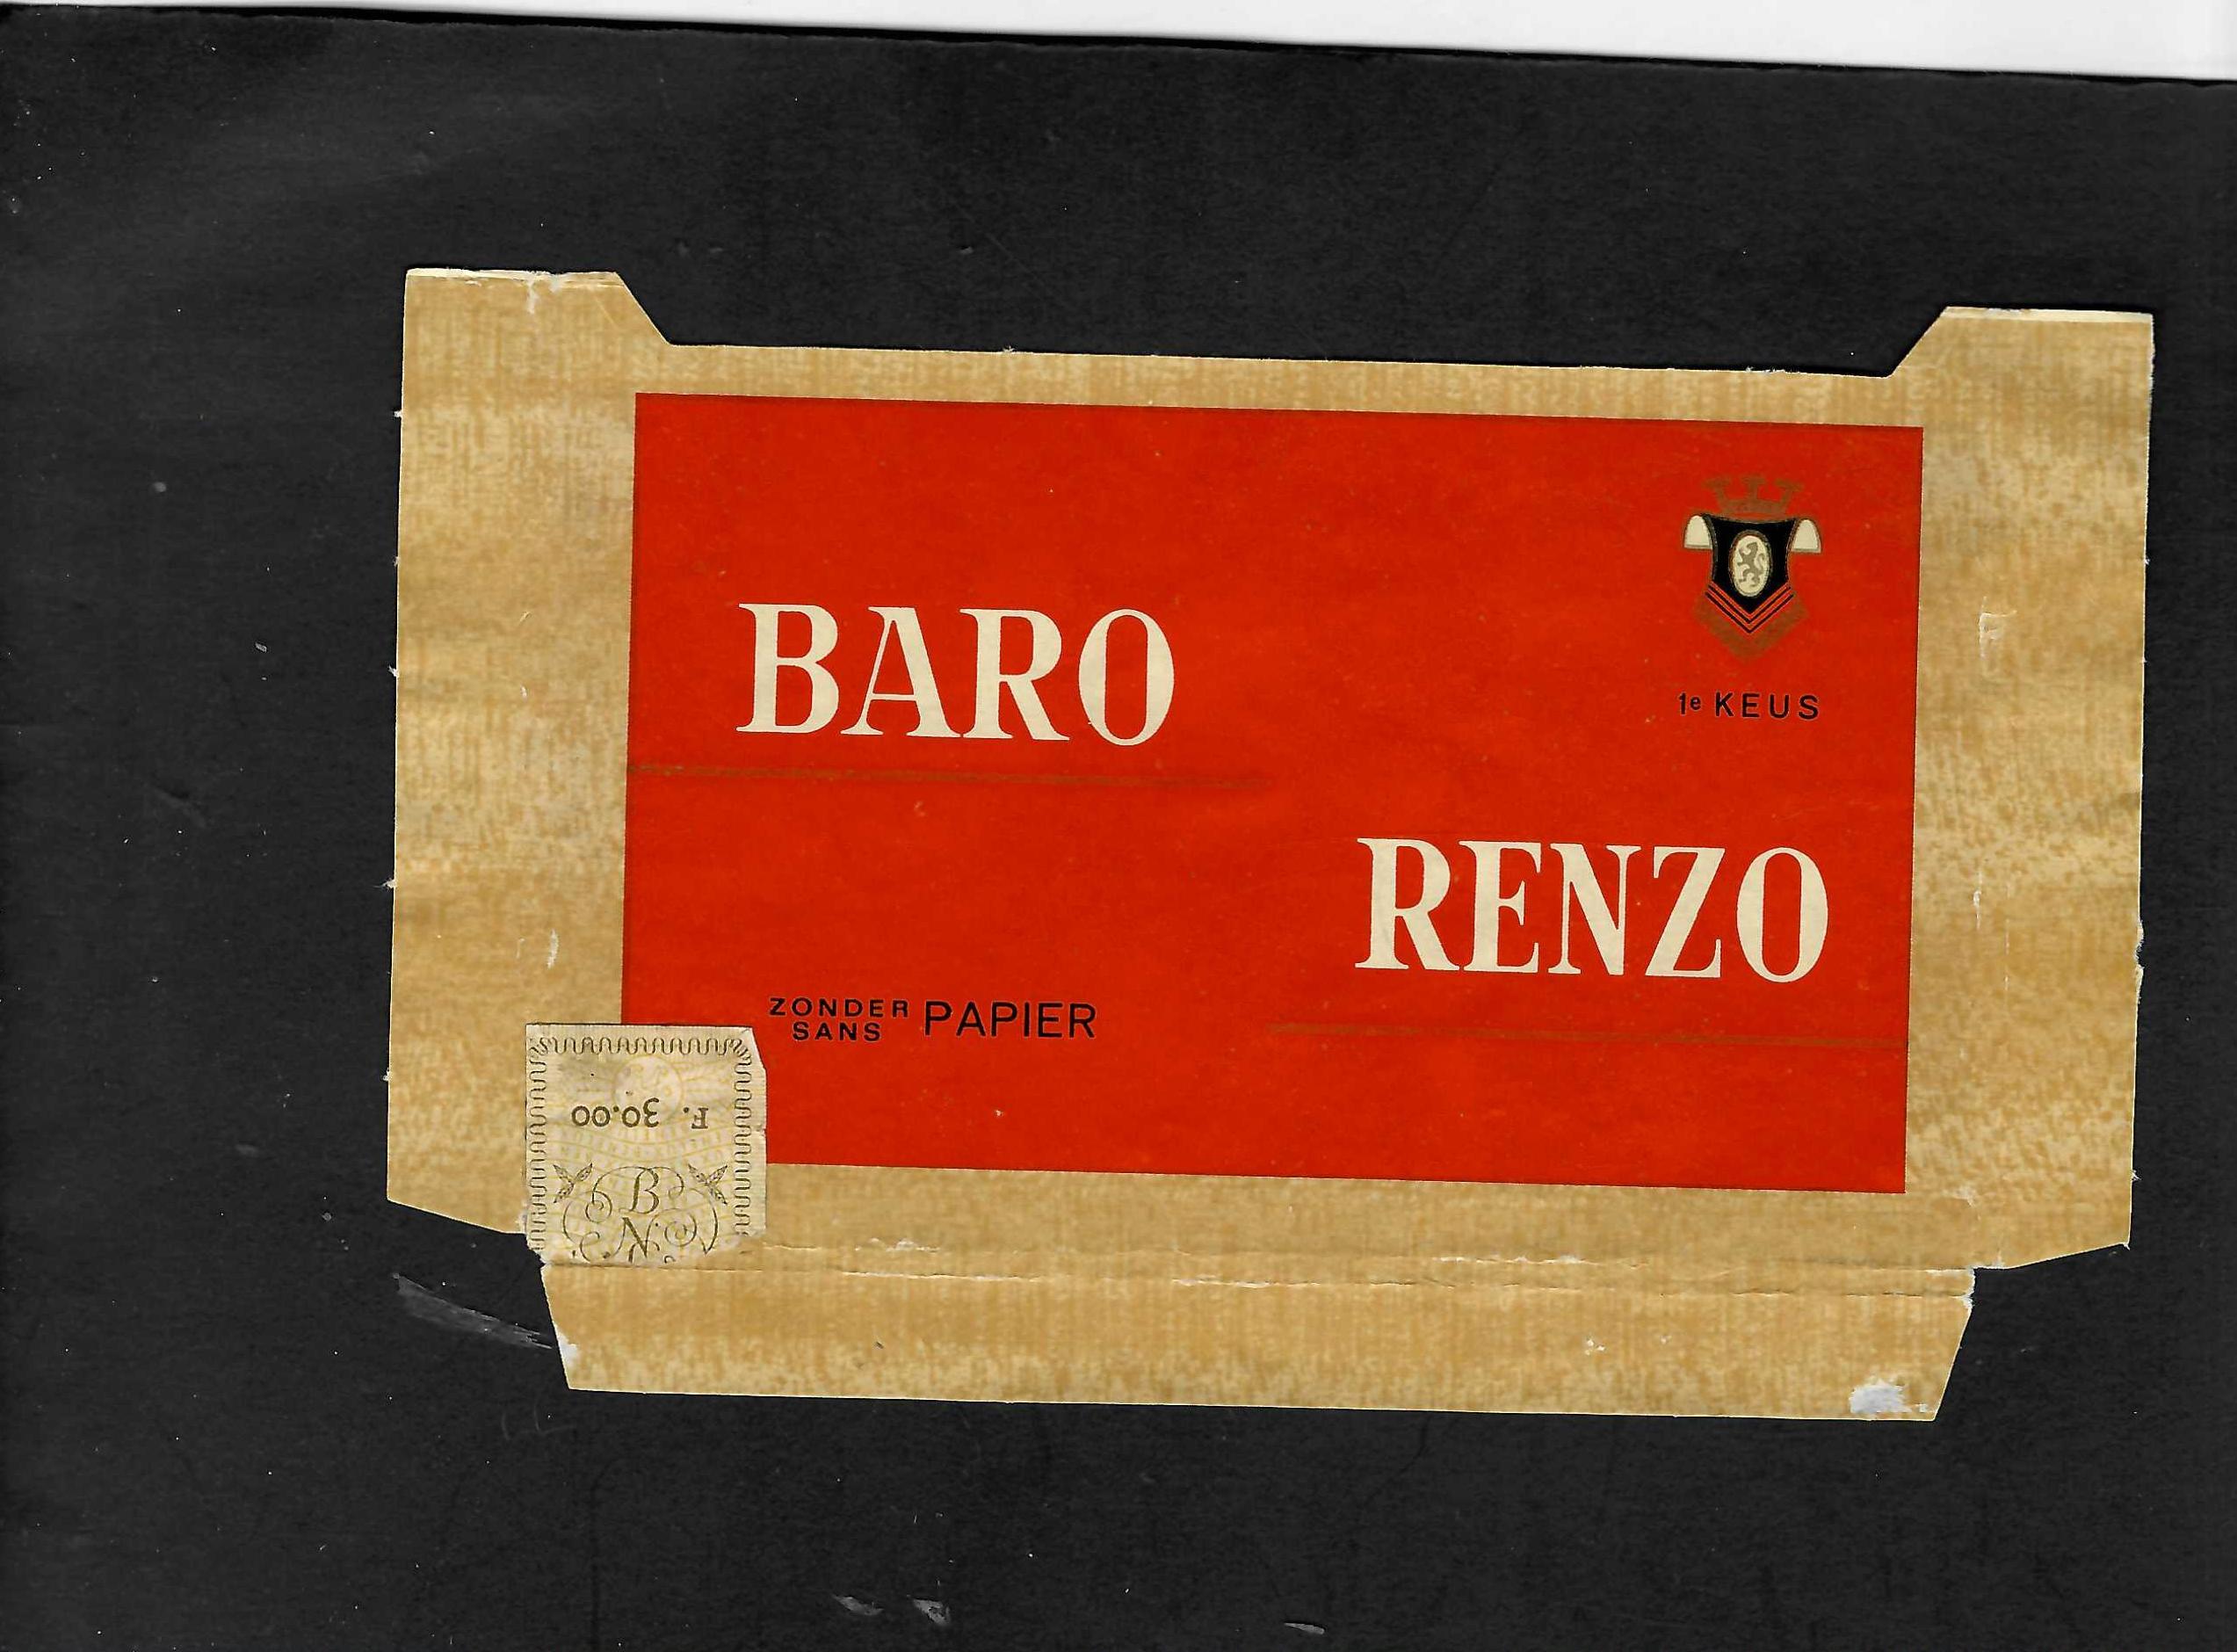 BARO
1e KEUS
RENZO
ZONDER
SANS
PAPIER
F. 30.00
B
N